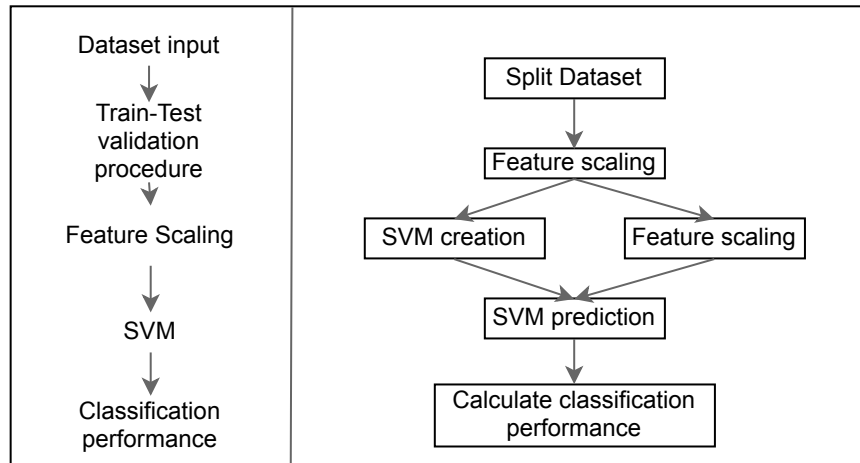 Dataset input
Train-Test
validation
procedure
Feature Scaling
SVM
Classification
performance
Split Dataset
Feature scaling
SVM creation
Feature scaling
SVM prediction
Calculate classification
performance